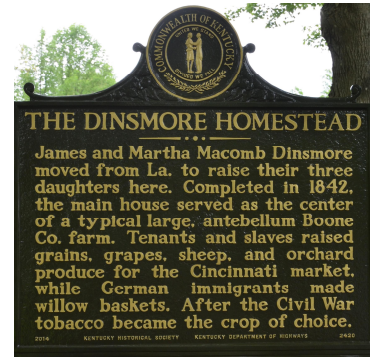 COMMONWEALTH OF KENTUCKY
UNITED WE STAND
DIVIDED WE FALL
THE DINSMORE HOMESTEAD
James and Martha Macomb Dinsmore
moved from La. to raise their three
daughters here. Completed in 1842,
the main house served as the center
of a typical large, antebellum Boone
Co. farm. Tenants and slaves raised
grains, grapes, sheep, and orchard
produce for the Cincinnati market,
while German immigrants made
willow baskets. After the Civil War
tobacco became the crop of choice.
2014 KENTUCKY HISTORICAL SOCIETY KENTUCKY DEPARTMENT OF HIGHWAYS 2420